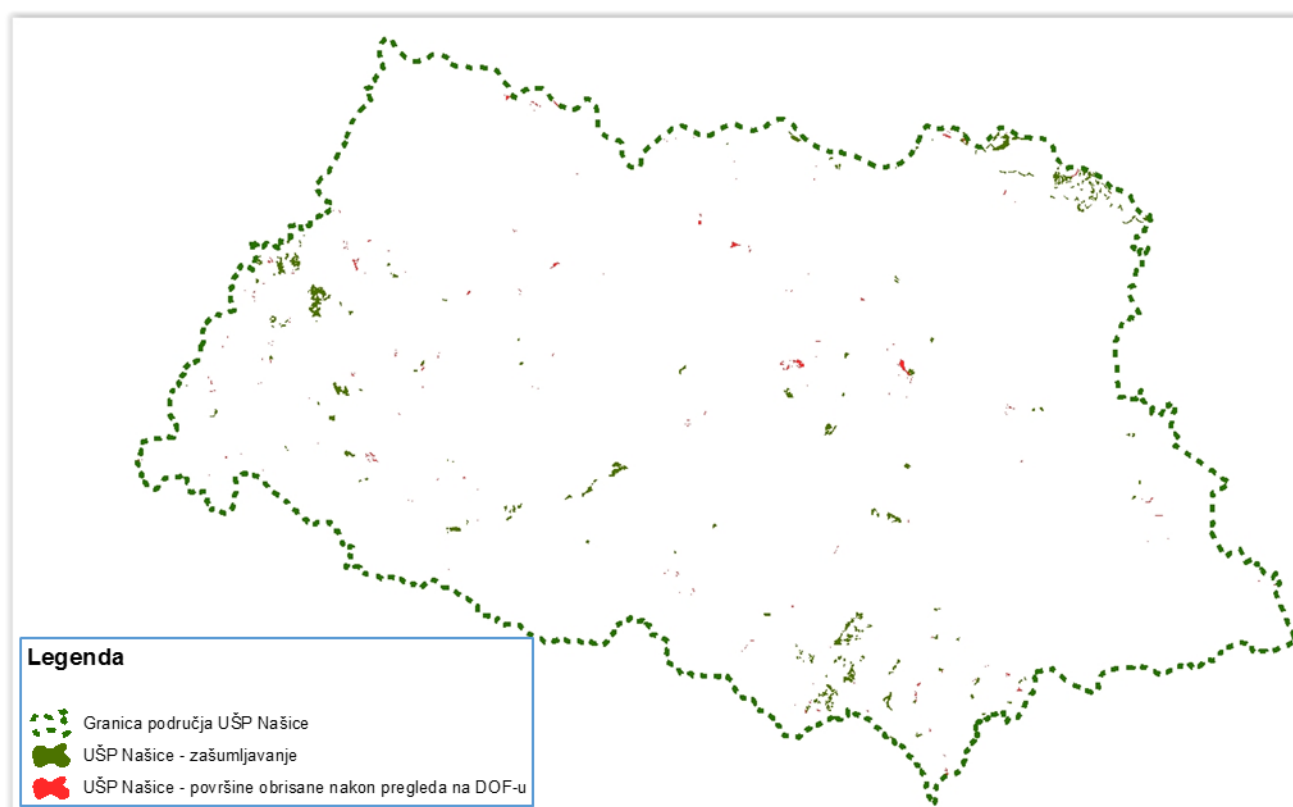 Legenda
Granica područja UŠP Našice
UŠP Našice - zašumljavanje
UŠP Našice - površine obrisane nakon pregleda na DOF-u